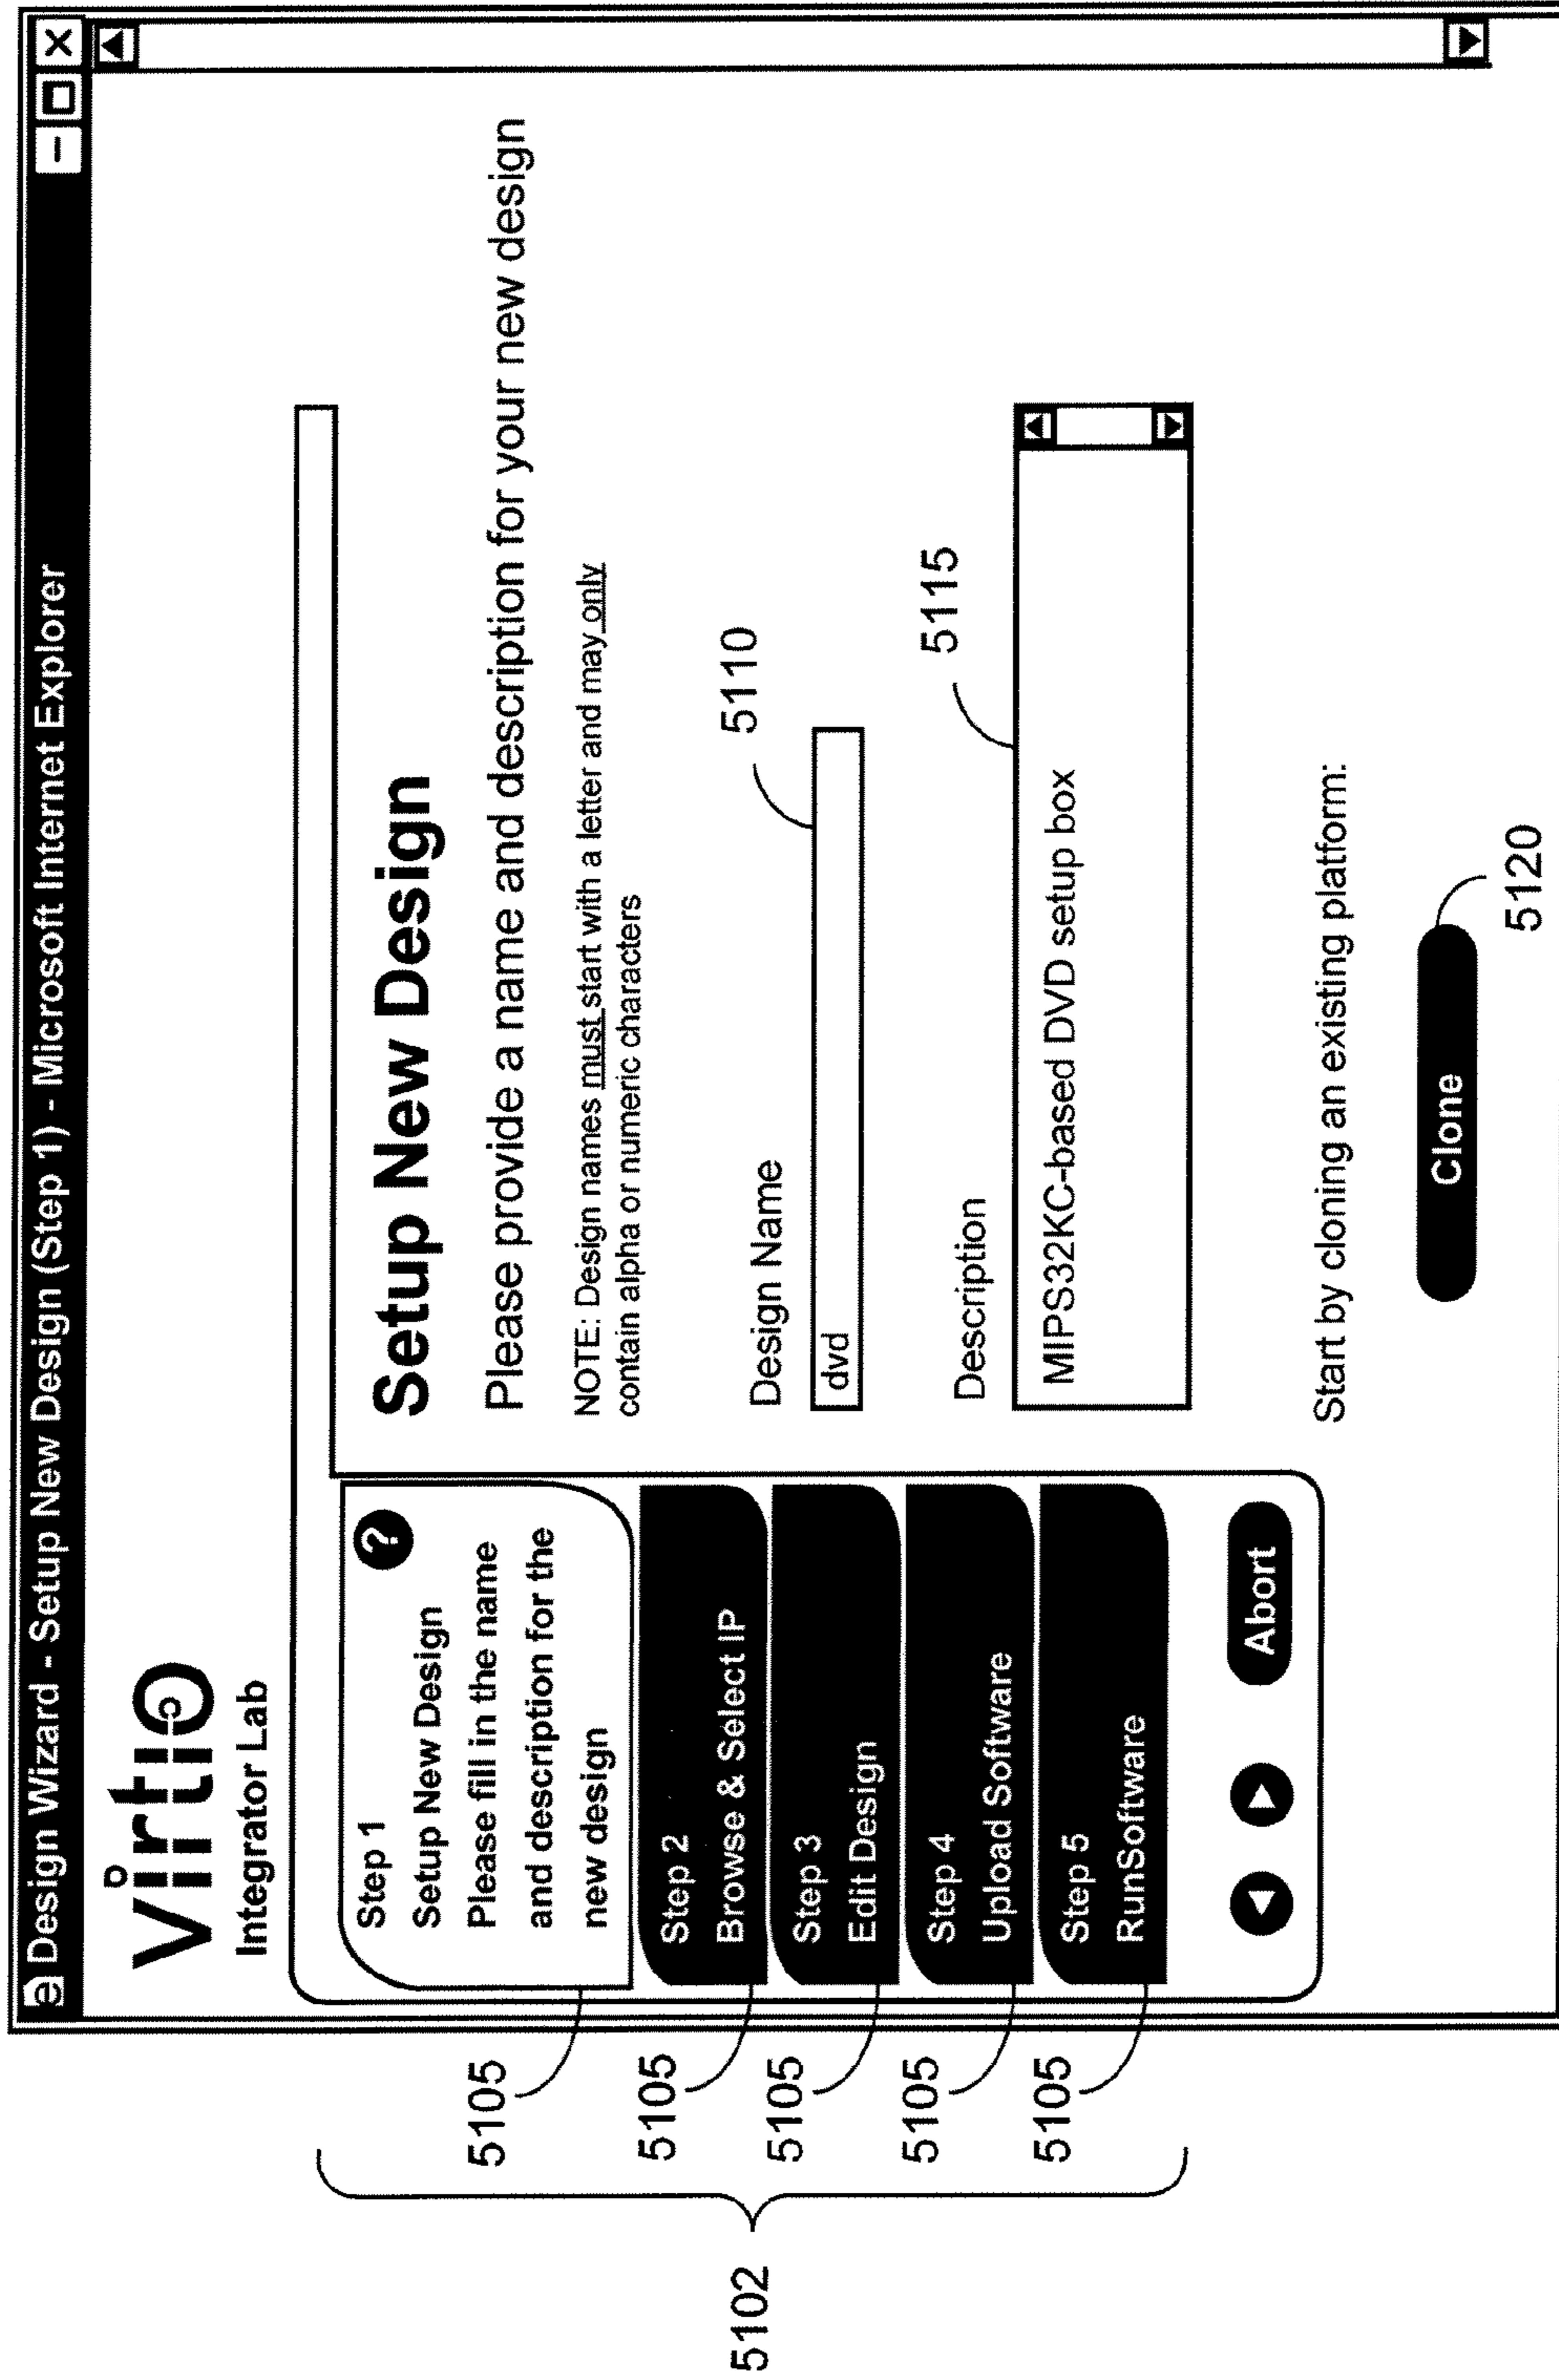 Design Wizard - Setup New Design (Step 1) - Microsoft Internet Explorer
virtio
Integrator Lab
Step 1
Setup New Design
Please fill in the name
and description for the
new design
?
Step 2
Browse & Select IP
Step 3
Edit Design
Step 4
Upload Software
Step 5
RunSoftware
Abort
Setup New Design
Please provide a name and description for your new design
NOTE: Design names must start with a letter and may only
contain alpha or numeric characters
Design Name
dvd
Description
MIPS32KC-based DVD setup box
Start by cloning an existing platform:
Clone
5102
5105
5105
5105
5105
5105
5110
5115
5120